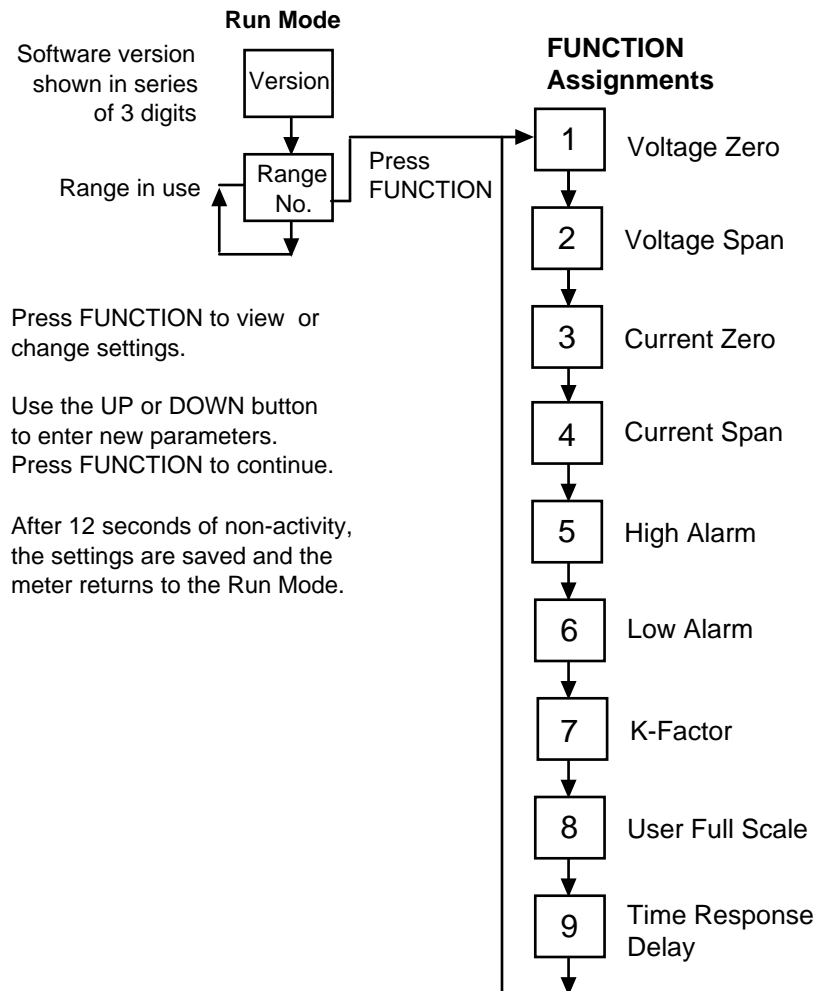 Run Mode
Software version
shown in series
of 3 digits
Version
Range in use
Range
No.
Press
FUNCTION
Press FUNCTION to view or
change settings.
Use the UP or DOWN button
to enter new parameters.
Press FUNCTION to continue.
After 12 seconds of non-activity,
the settings are saved and the
meter returns to the Run Mode.
FUNCTION
Assignments
1 Voltage Zero
2 Voltage Span
3 Current Zero
4 Current Span
5 High Alarm
6 Low Alarm
7 K-Factor
8 User Full Scale
9 Time Response
Delay